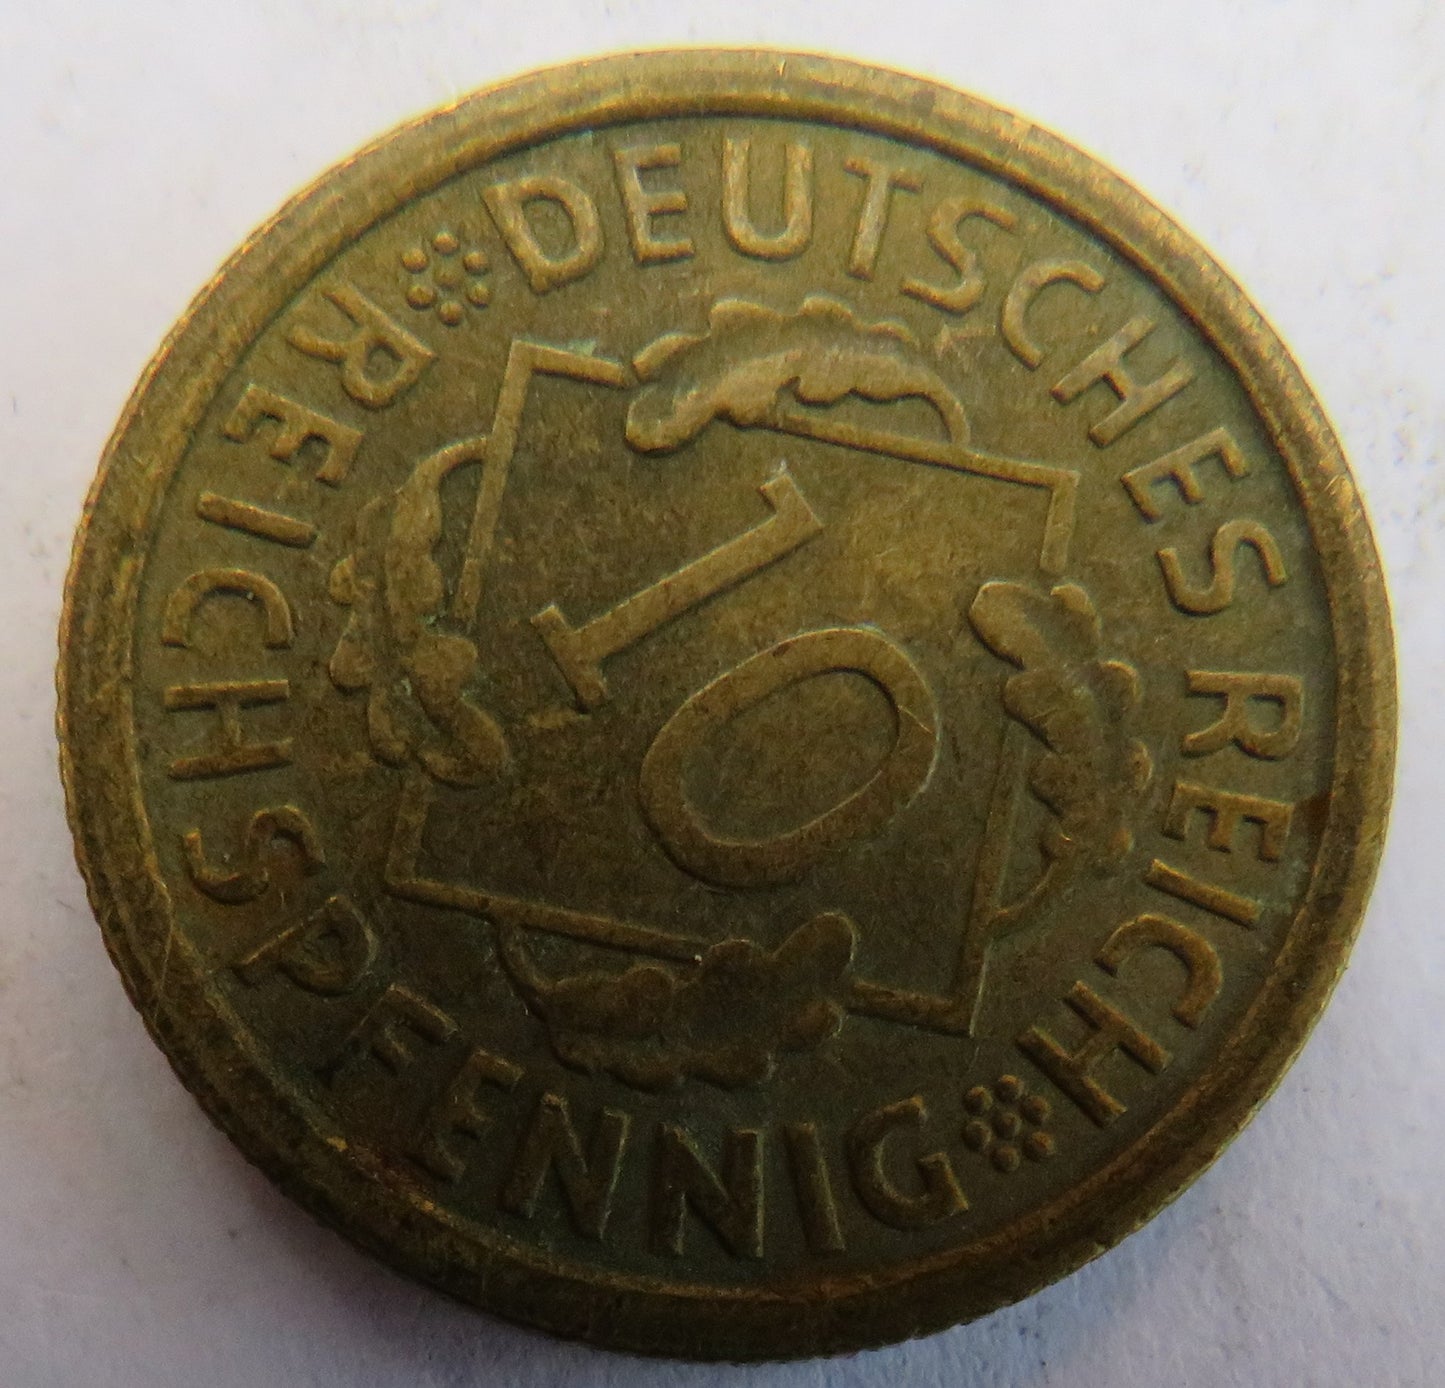 DEUTSCHES REICH
10
REICHSPFENNIG